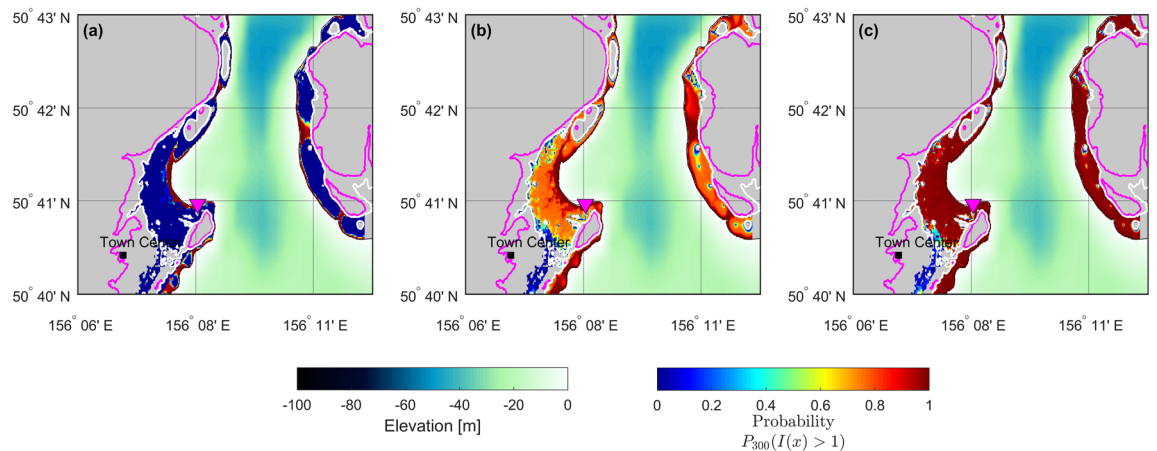 (a)
(b)
(c)
50° 43' N
50° 42' N
50° 41' N
50° 40' N
Town Center
156° 06' E
156° 08' E
156° 11' E
50° 43' N
50° 42' N
50° 41' N
50° 40' N
Town Center
156° 06' E
156° 08' E
156° 11' E
50° 43' N
50° 42' N
50° 41' N
50° 40' N
Town Center
156° 06' E
156° 08' E
156° 11' E
-100 -80 -60 -40 -20 0
Elevation [m]
0 0.2 0.4 0.6 0.8 1
Probability
P₃₀₀(I(x) > 1)